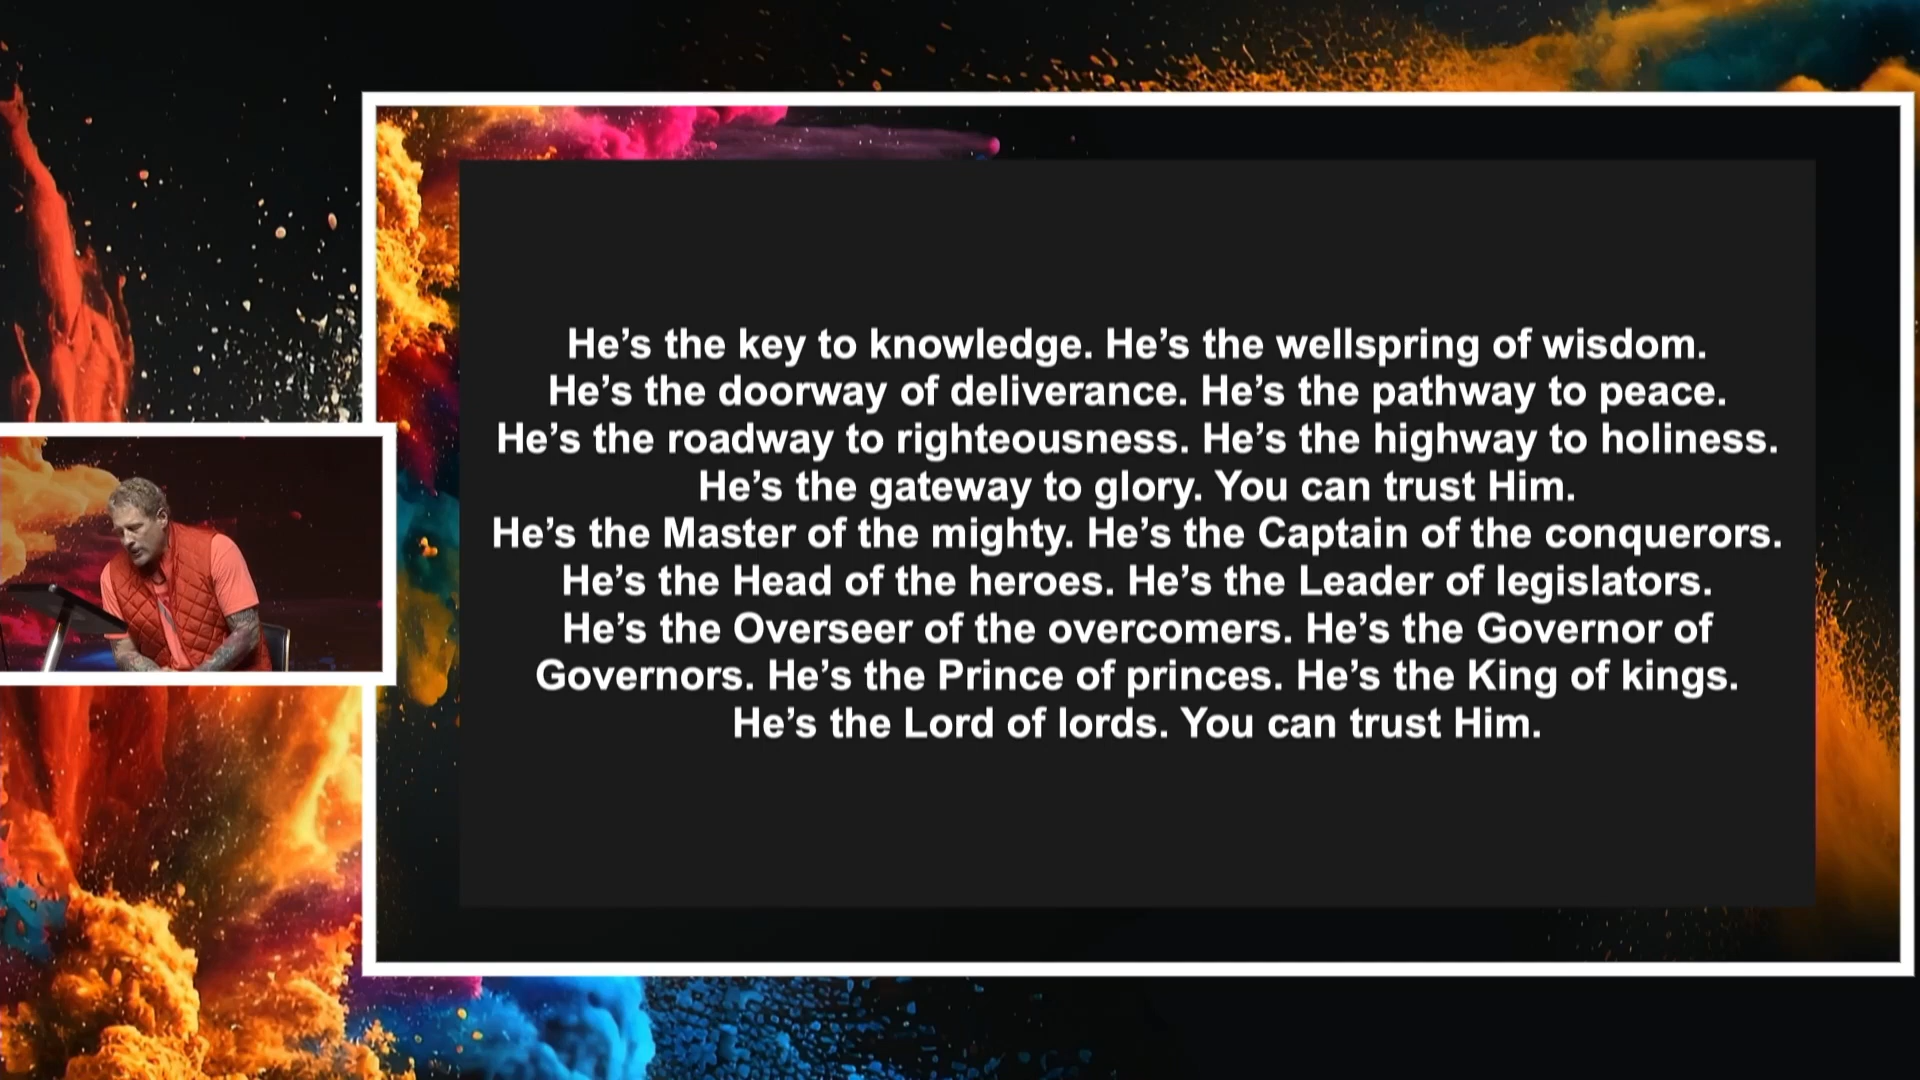 He’s the key to knowledge. He’s the wellspring of wisdom.
He’s the doorway of deliverance. He’s the pathway to peace.
He’s the roadway to righteousness. He’s the highway to holiness.
He’s the gateway to glory. You can trust Him.
He’s the Master of the mighty. He’s the Captain of the conquerors.
He’s the Head of the heroes. He’s the Leader of legislators.
He’s the Overseer of the overcomers. He’s the Governor of
Governors. He’s the Prince of princes. He’s the King of kings.
He’s the Lord of lords. You can trust Him.